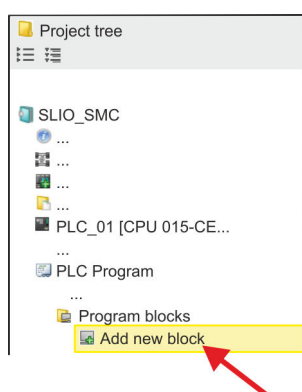 Project tree
SLIO_SMC
...
...
...
...
PLC_01 [CPU 015-CE...
...
PLC Program
...
Program blocks
Add new block